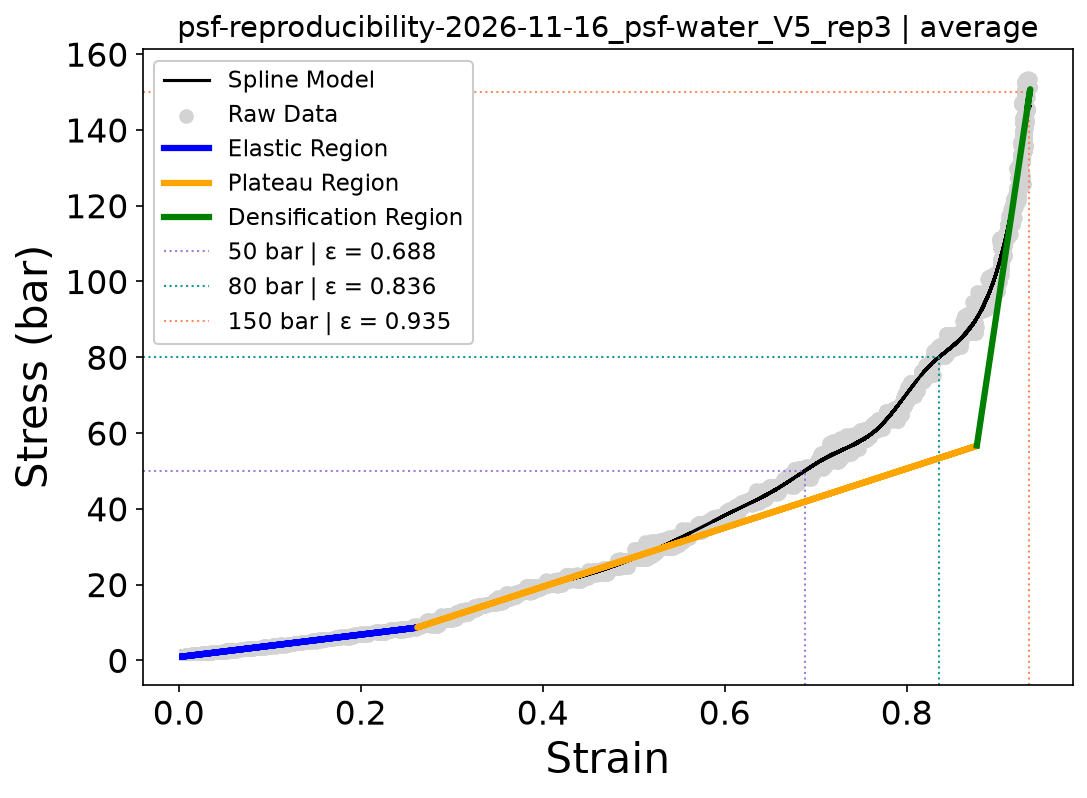 psf-reproducibility-2026-11-16_psf-water_V5_rep3 | average
Spline Model
Raw Data
Elastic Region
Plateau Region
Densification Region
50 bar | ε = 0.688
80 bar | ε = 0.836
150 bar | ε = 0.935
Stress (bar)
160
140
120
100
80
60
40
20
0
0.0 0.2 0.4 0.6 0.8
Strain